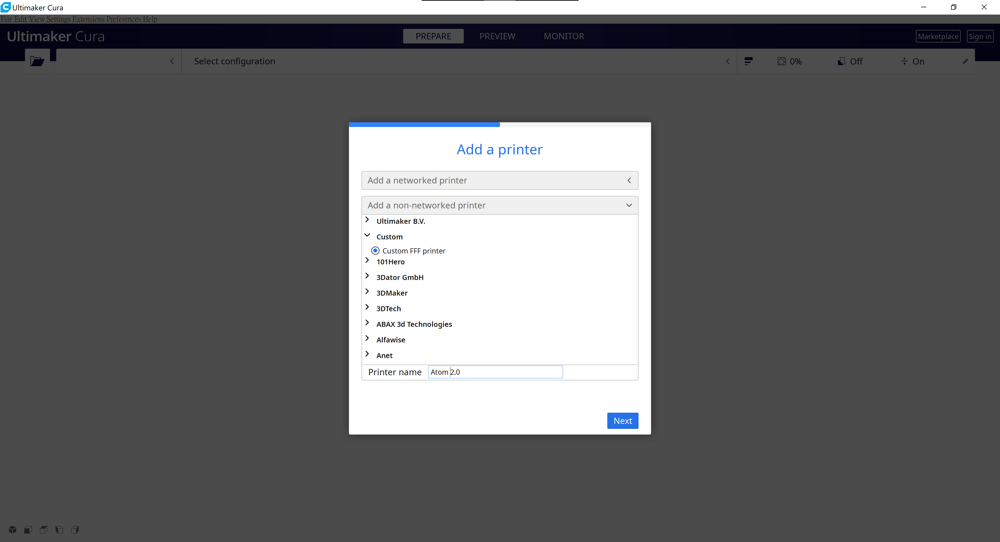 Ultimaker Cura
File Edit View Settings Extensions Preferences Help
Ultimaker Cura
PREPARE
PREVIEW
MONITOR
Marketplace
Sign in
Select configuration
0%
Off
On
Add a printer
Add a networked printer
Add a non-networked printer
Ultimaker B.V.
Custom
Custom FFF printer
101Hero
3Dator GmbH
3DMaker
3DTech
ABAX 3d Technologies
Alfawise
Anet
Printer name
Atom 2.0
Next